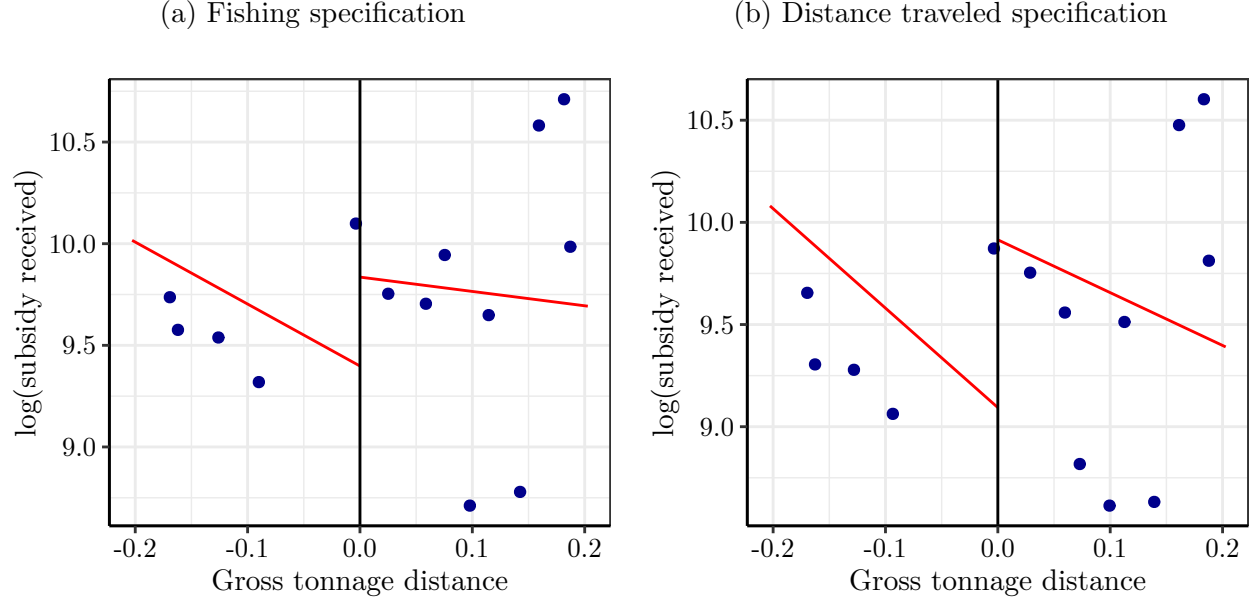 (a) Fishing specification
log(subsidy received)
10.5
10.0
9.5
9.0
-0.2 -0.1 0.0 0.1 0.2
Gross tonnage distance
(b) Distance traveled specification
log(subsidy received)
10.5
10.0
9.5
9.0
-0.2 -0.1 0.0 0.1 0.2
Gross tonnage distance